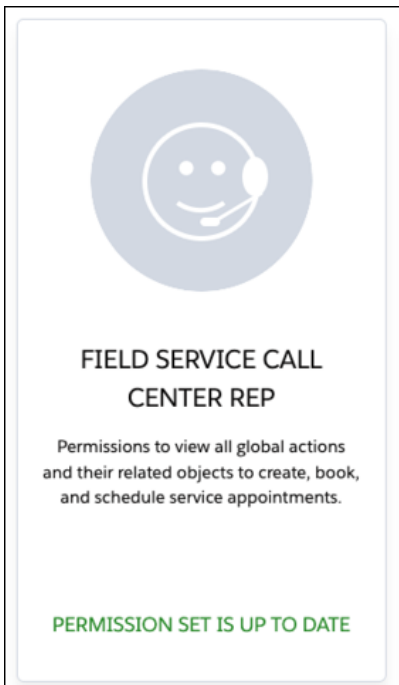 FIELD SERVICE CALL
CENTER REP
Permissions to view all global actions
and their related objects to create, book,
and schedule service appointments.
PERMISSION SET IS UP TO DATE